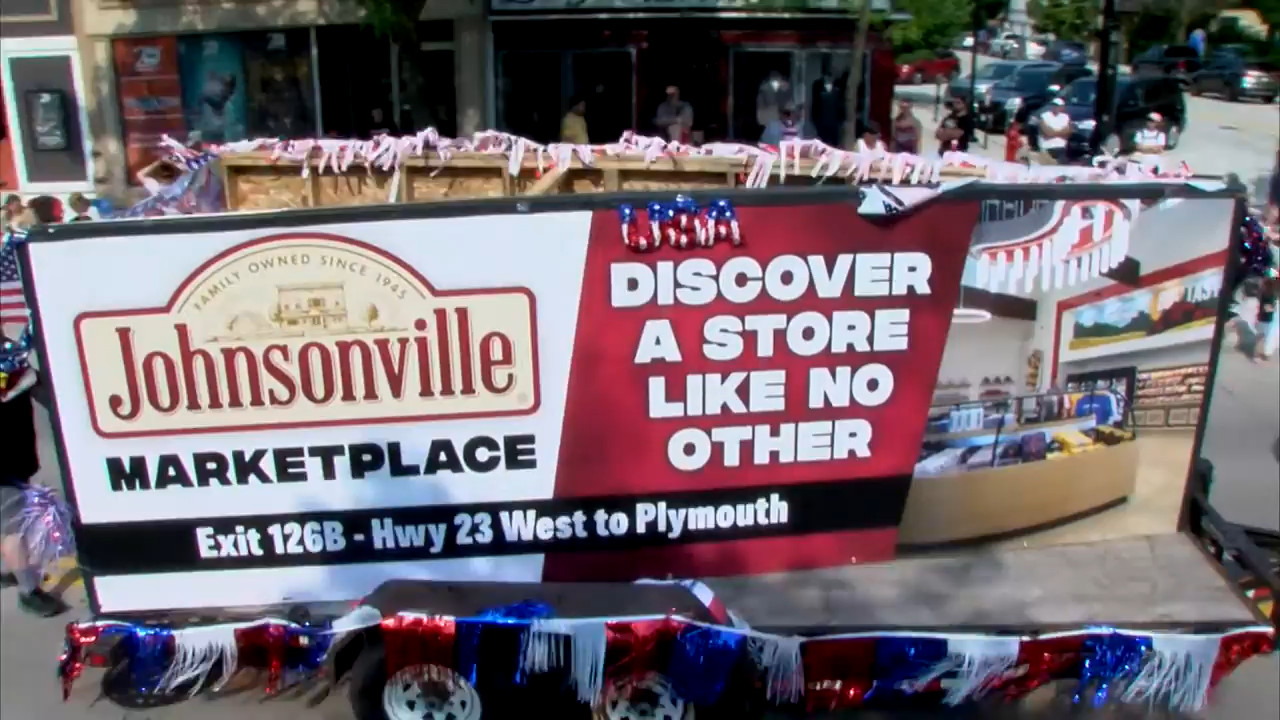 USA
FAMILY OWNED SINCE 1945
Johnsonville
MARKETPLACE
DISCOVER
A STORE
LIKE NO
OTHER
Exit 126B - Hwy 23 West to Plymouth